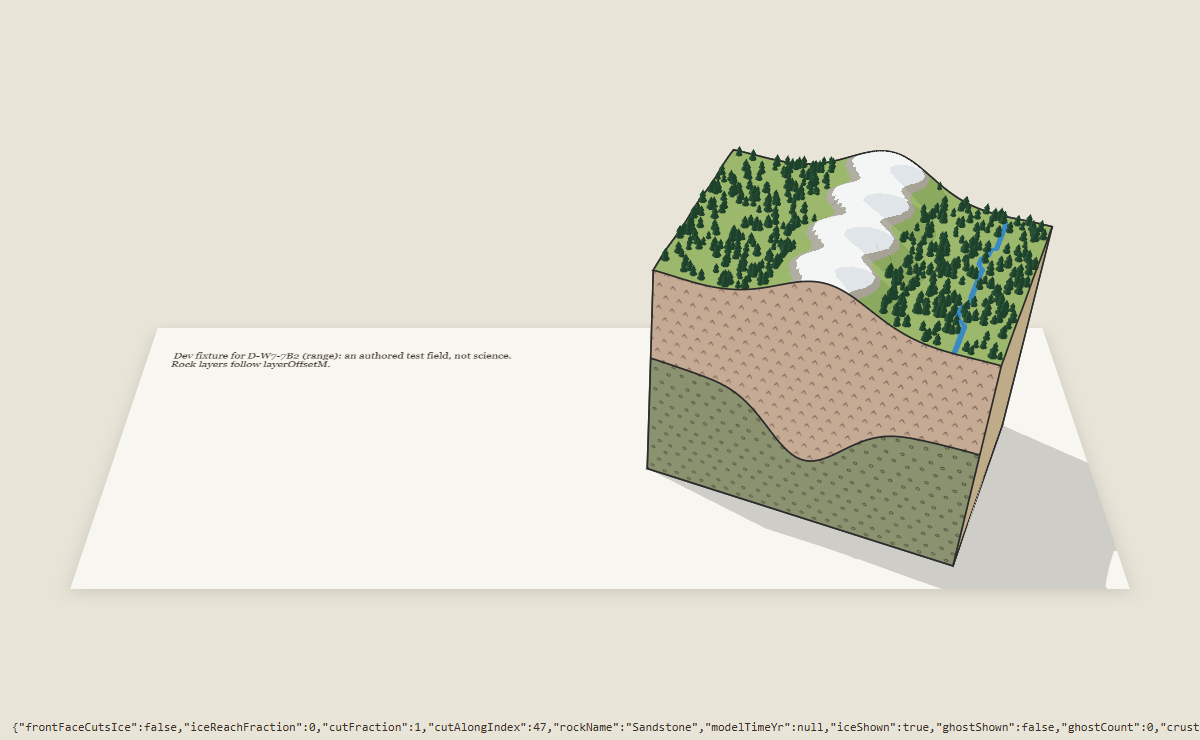 Dev fixture for D-W7-7B2 (range): an authored test field, not science.
Rock layers follow layerOffsetM.
{"frontFaceCutsIce":false,"iceReachFraction":0,"cutFraction":1,"cutAlongIndex":47,"rockName":"Sandstone","modelTimeYr":null,"iceShown":true,"ghostShown":false,"ghostCount":0,"crust